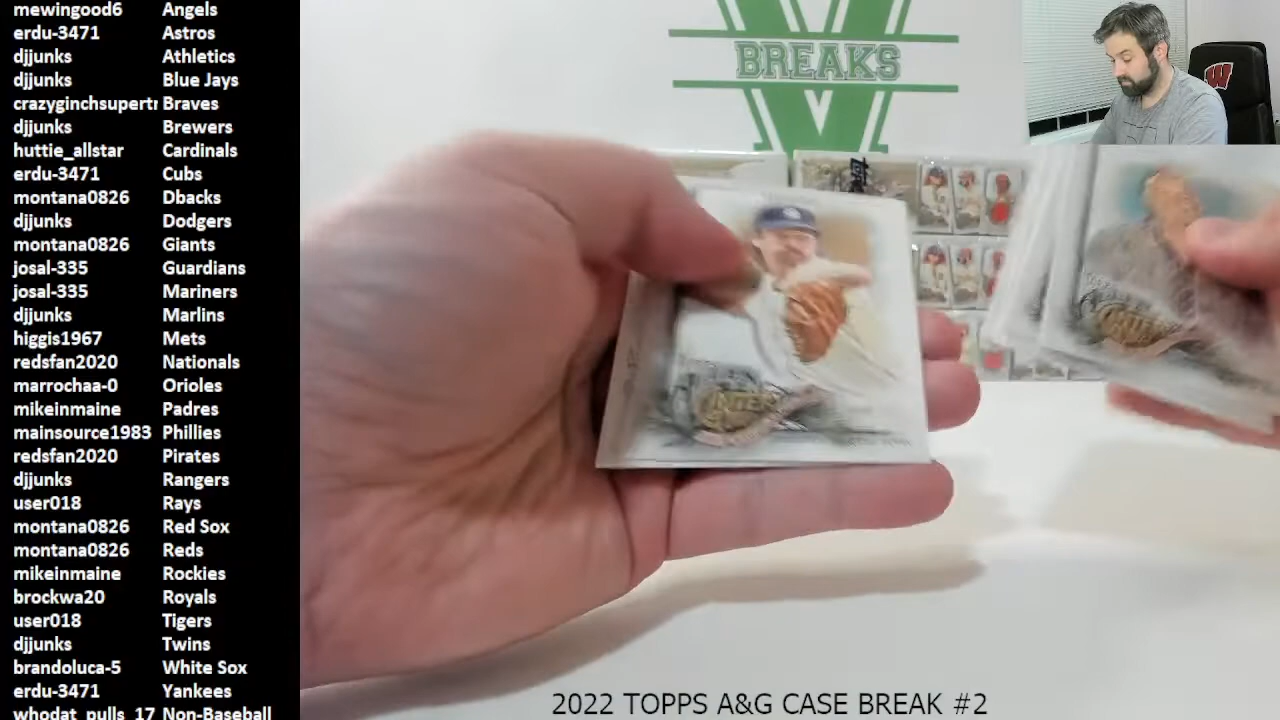 mewingood6 Angels
erdu-3471 Astros
djjunks Athletics
djjunks Blue Jays
crazyginchsupertr Braves
djjunks Brewers
huttie_allstar Cardinals
erdu-3471 Cubs
montana0826 Dbacks
djjunks Dodgers
montana0826 Giants
josal-335 Guardians
josal-335 Mariners
djjunks Marlins
higgis1967 Mets
redsfan2020 Nationals
marrochaa-0 Orioles
mikeinmaine Padres
mainsource1983 Phillies
redsfan2020 Pirates
djjunks Rangers
user018 Rays
montana0826 Red Sox
montana0826 Reds
mikeinmaine Rockies
brockwa20 Royals
user018 Tigers
djjunks Twins
brandoluca-5 White Sox
erdu-3471 Yankees
whodat_pulls_17 Non-Baseball
V
BREAKS
W
2022 TOPPS A&G CASE BREAK #2